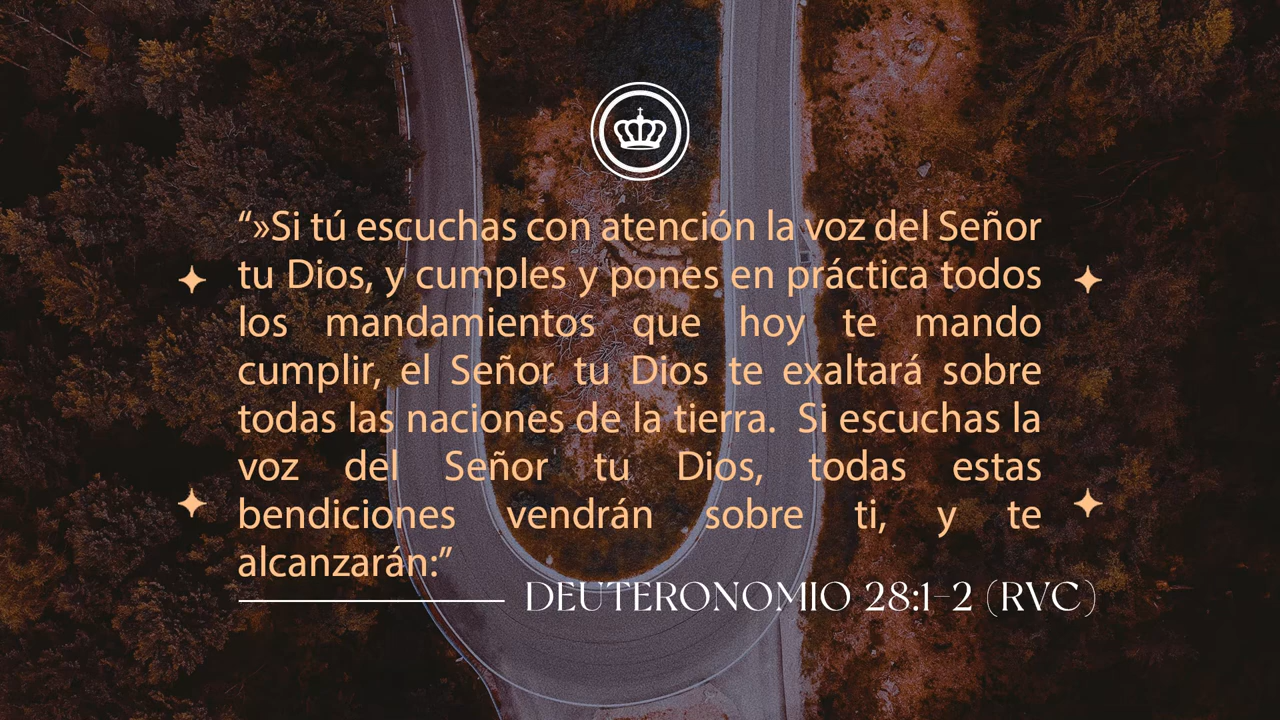 “»Si tú escuchas con atención la voz del Señor
tu Dios, y cumples y pones en práctica todos
los mandamientos que hoy te mando
cumplir, el Señor tu Dios te exaltará sobre
todas las naciones de la tierra. Si escuchas la
voz del Señor tu Dios, todas estas
bendiciones vendrán sobre ti, y te
alcanzarán:”
DEUTERONOMIO 28:1-2 (RVC)